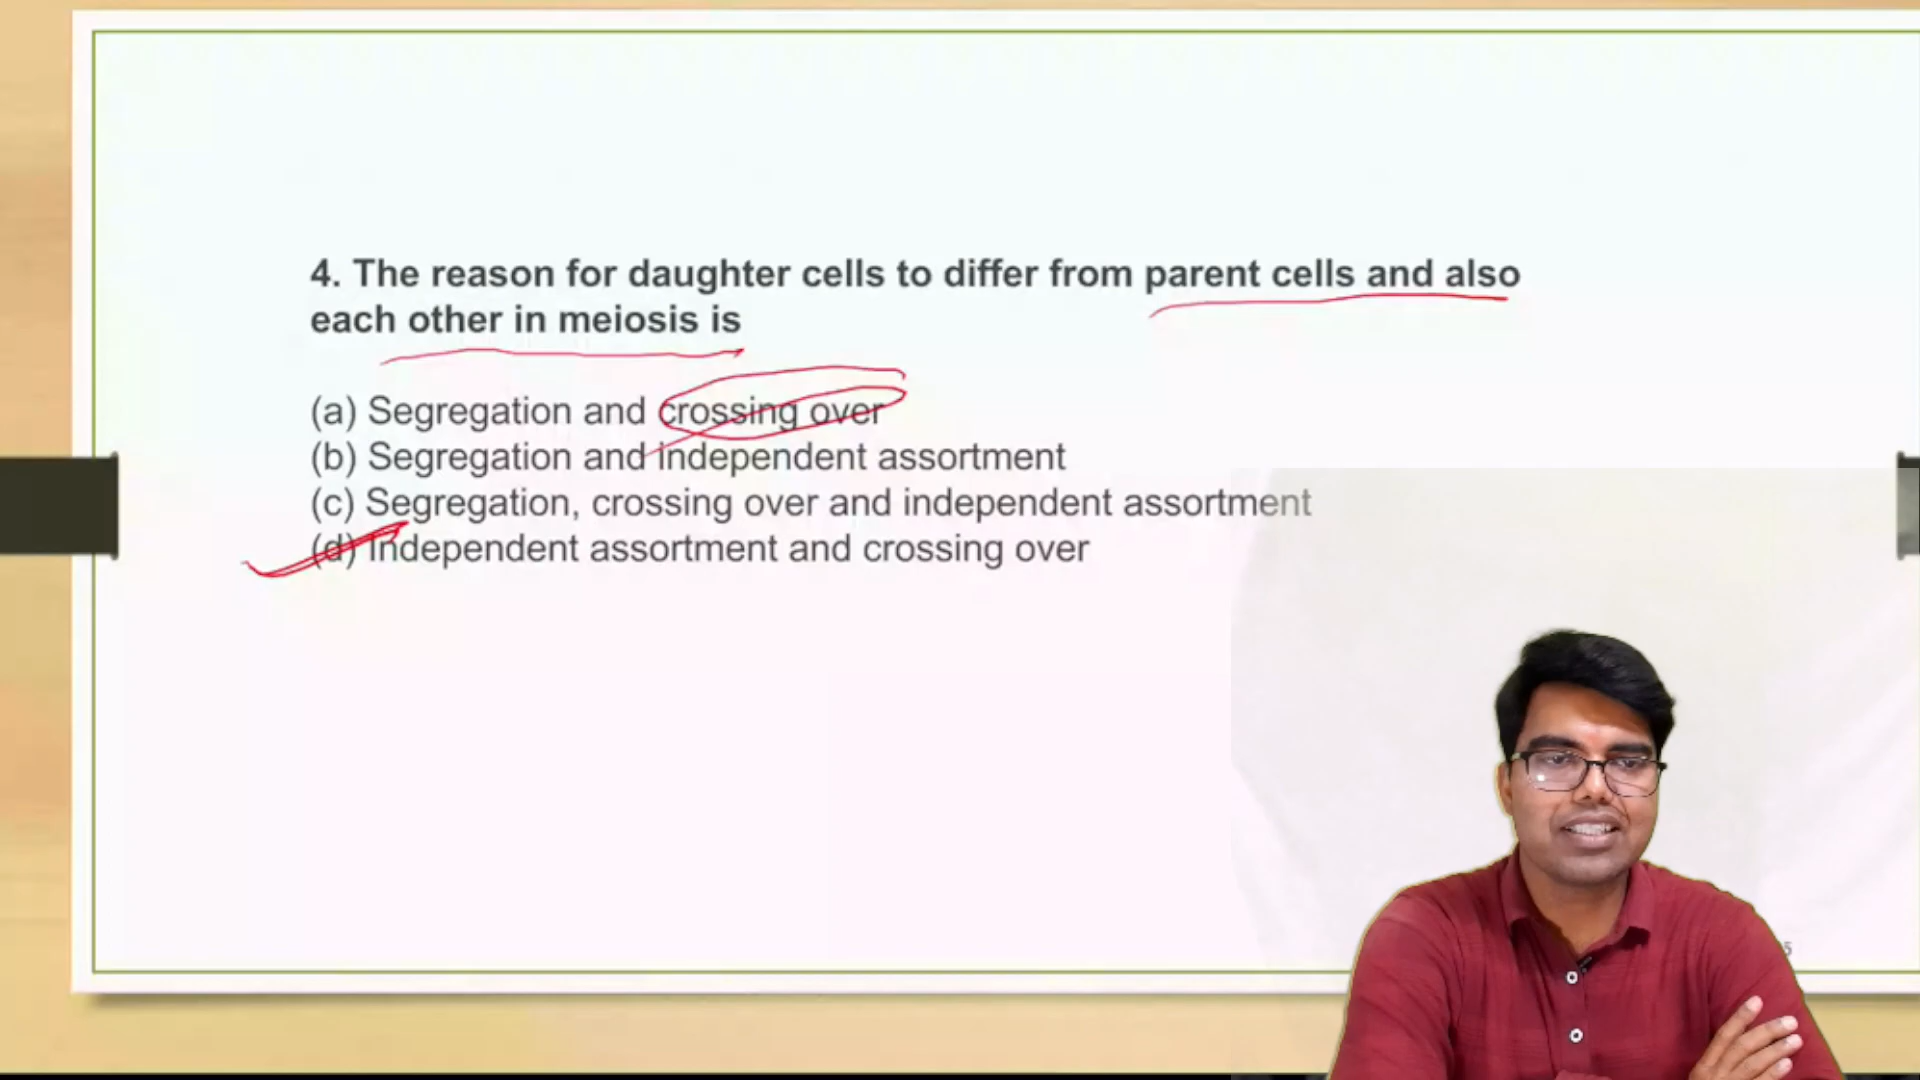 4. The reason for daughter cells to differ from parent cells and also
each other in meiosis is
(a) Segregation and crossing over
(b) Segregation and independent assortment
(c) Segregation, crossing over and independent assortment
(d) Independent assortment and crossing over
5